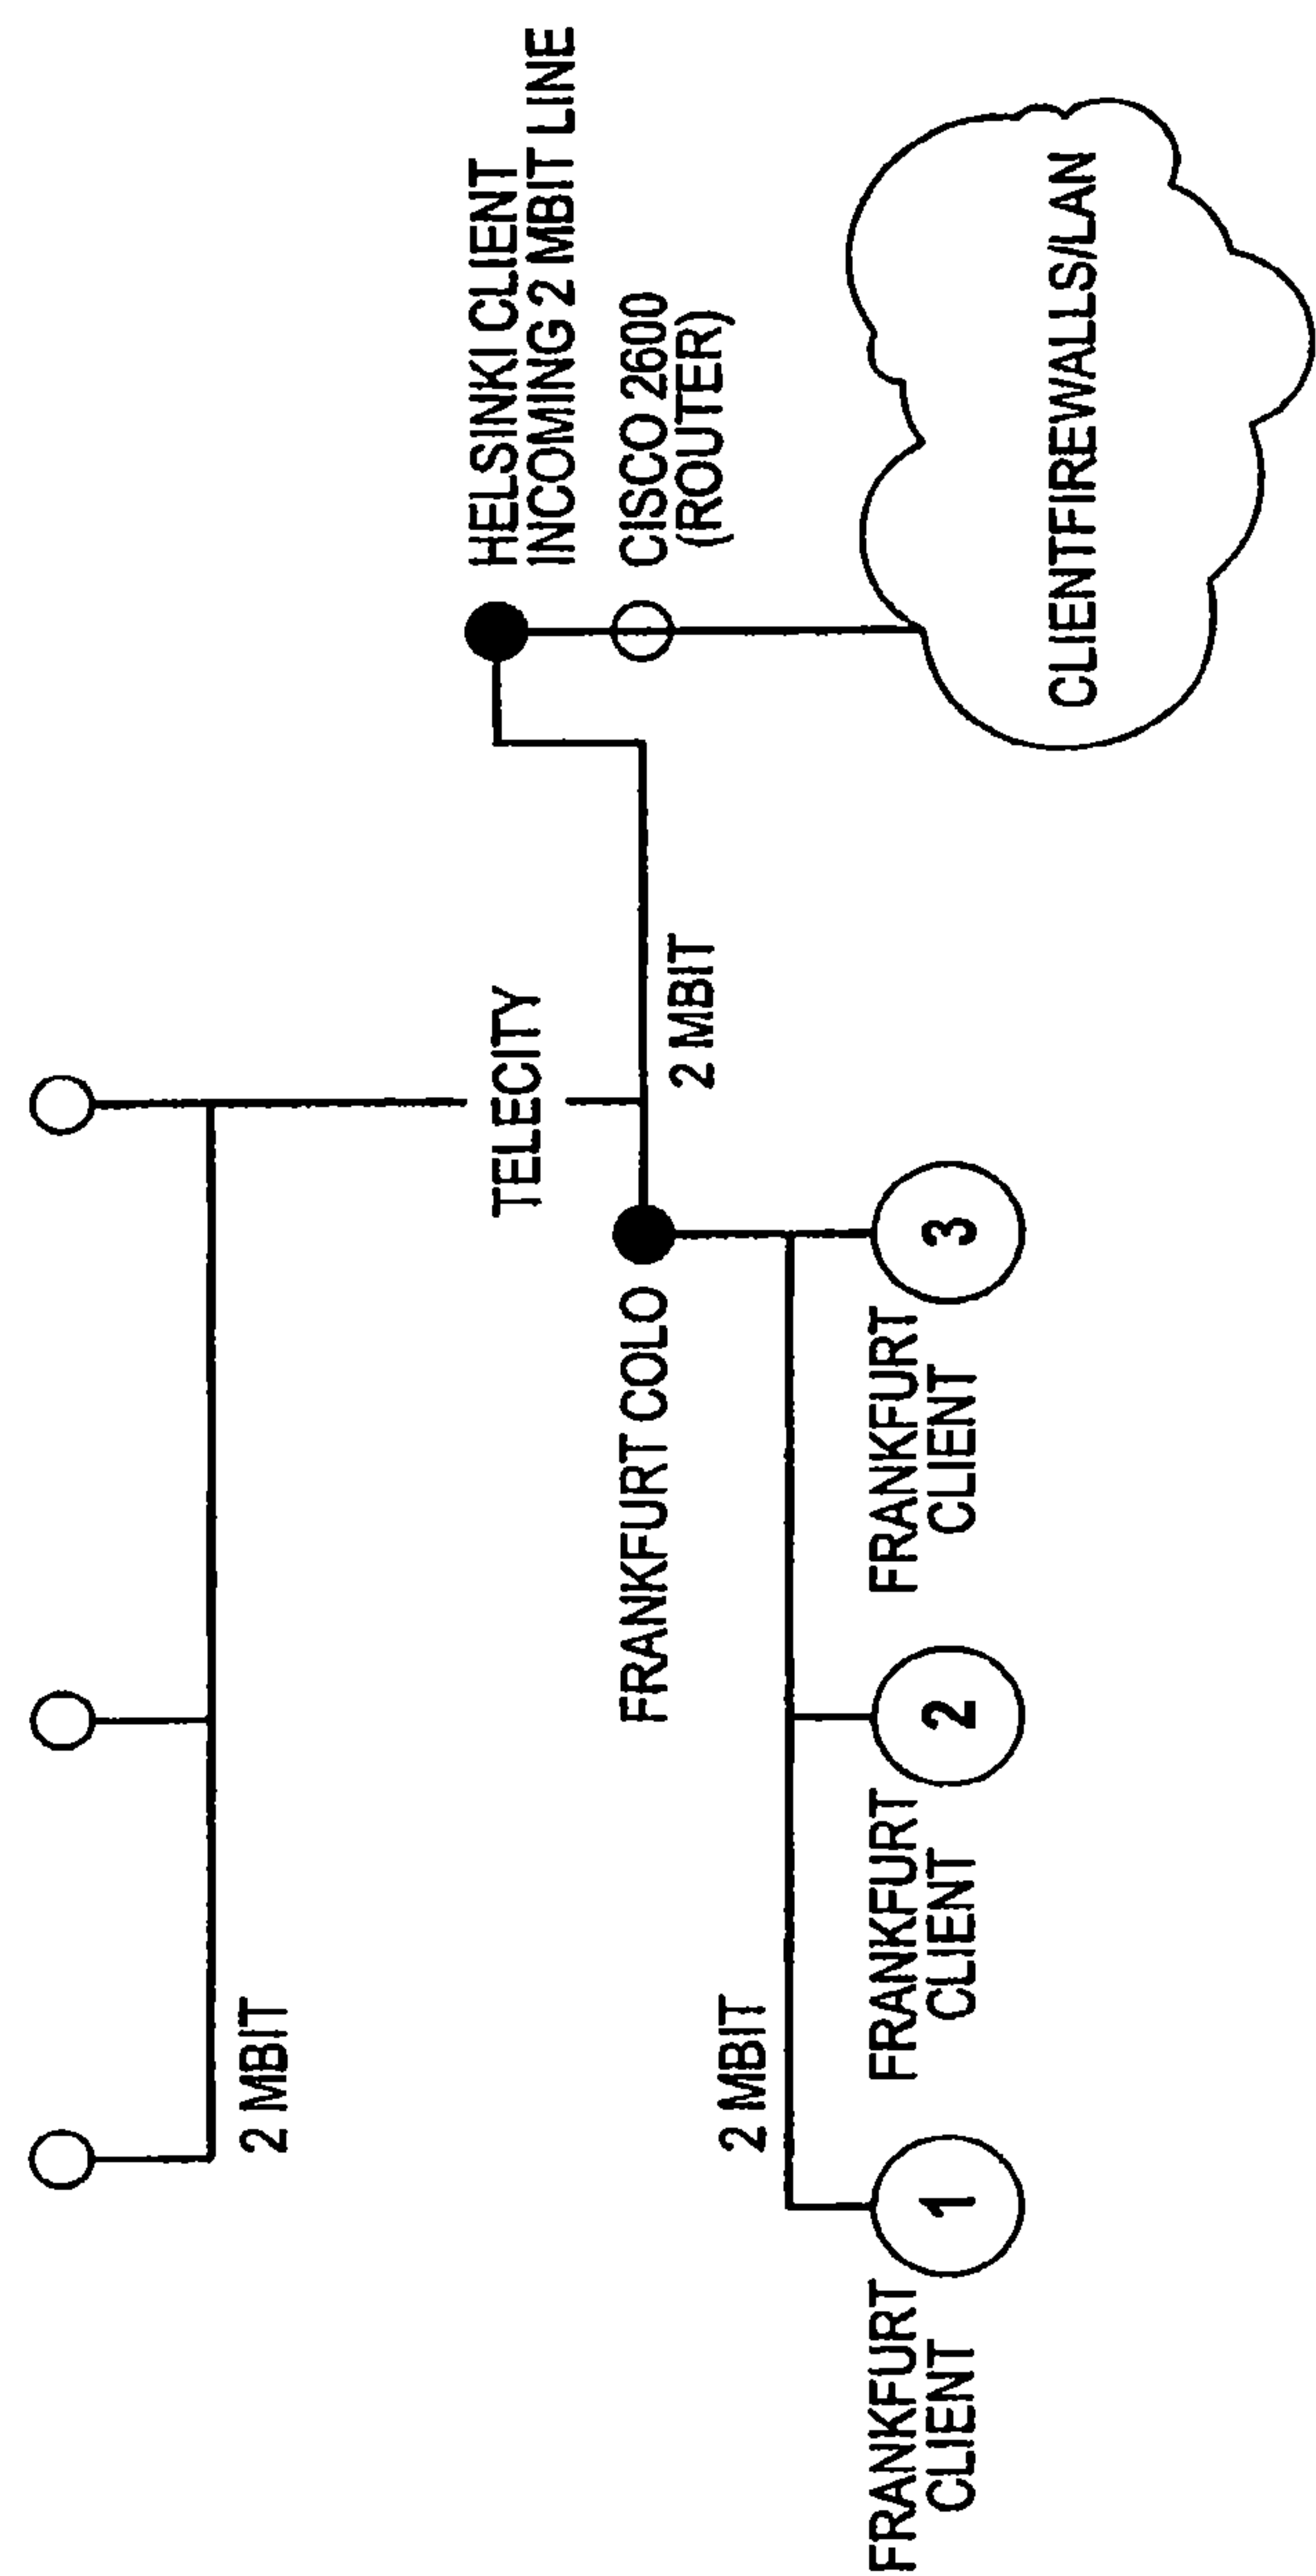 2 MBIT
TELECITY
HELSINKI CLIENT
INCOMING 2 MBIT LINE
CISCO 2600
(ROUTER)
FRANKFURT COLO
2 MBIT
2 MBIT
FRANKFURT
CLIENT
1
FRANKFURT
CLIENT
2
FRANKFURT
CLIENT
3
CLIENTFIREWALLS/LAN